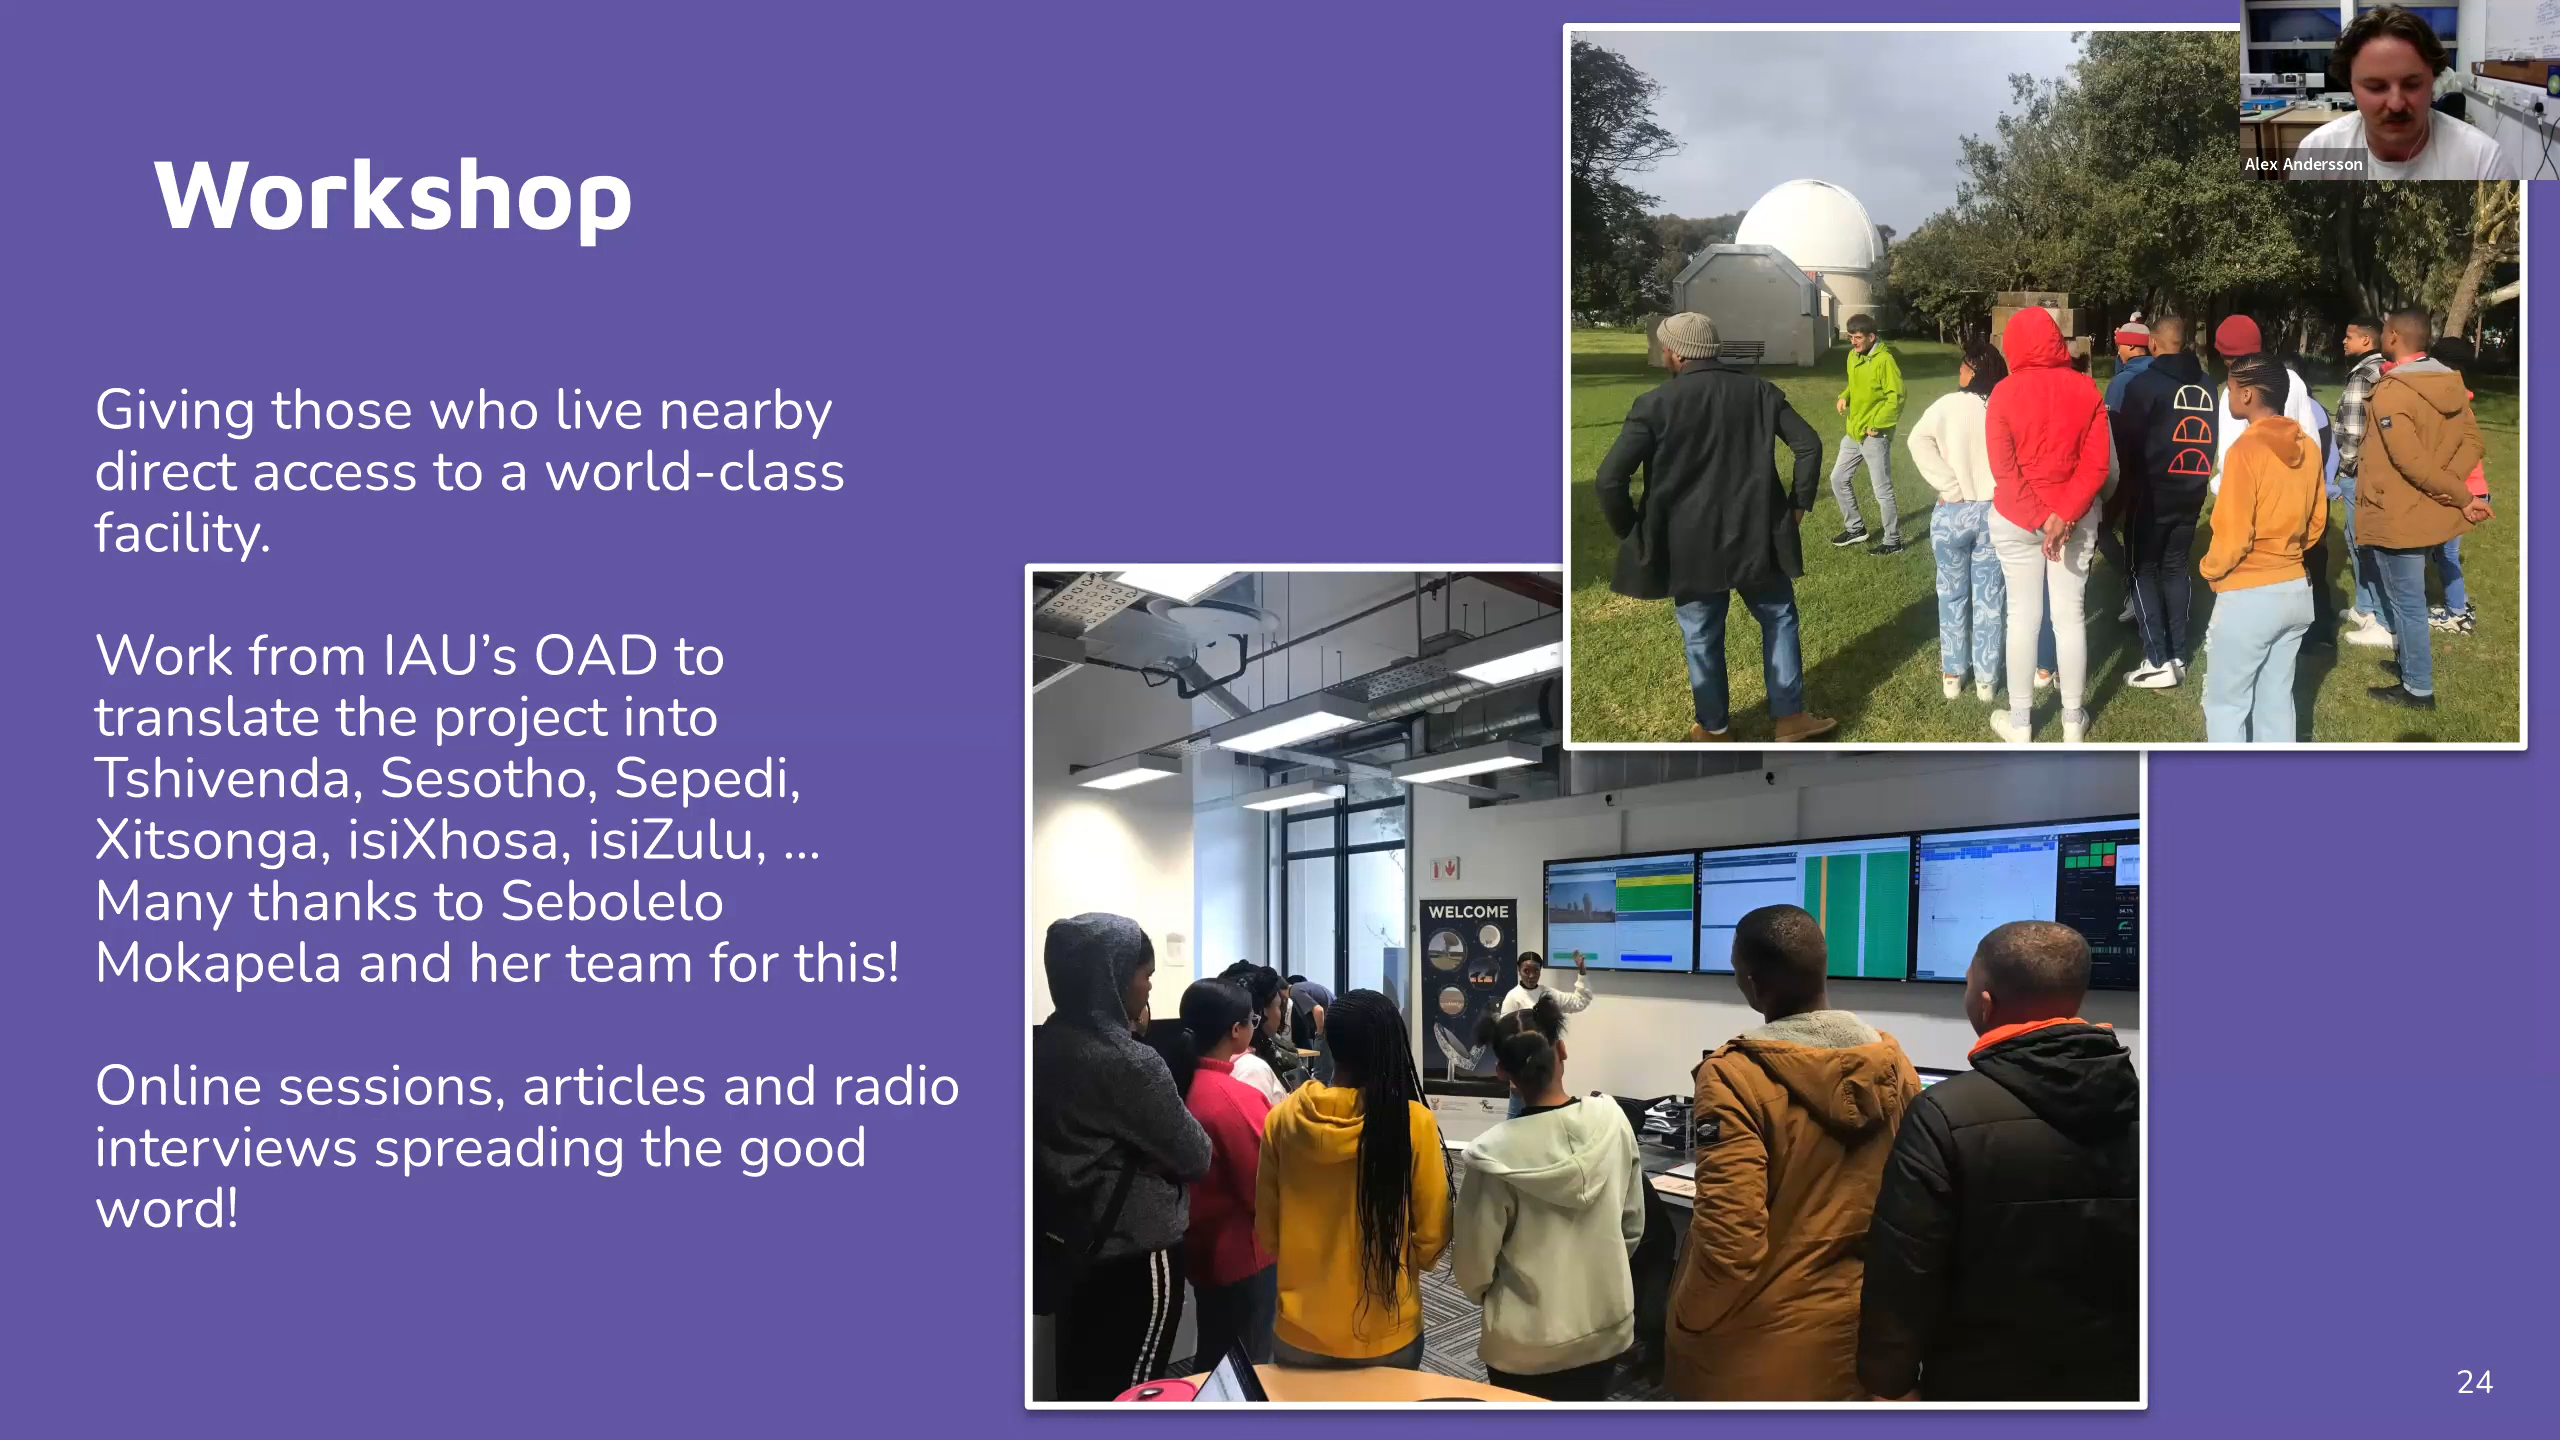 Workshop
Giving those who live nearby
direct access to a world-class
facility.
Work from IAU’s OAD to
translate the project into
Tshivenda, Sesotho, Sepedi,
Xitsonga, isiXhosa, isiZulu, ...
Many thanks to Sebolelo
Mokapela and her team for this!
Online sessions, articles and radio
interviews spreading the good
word!
Alex Andersson
WELCOME
24